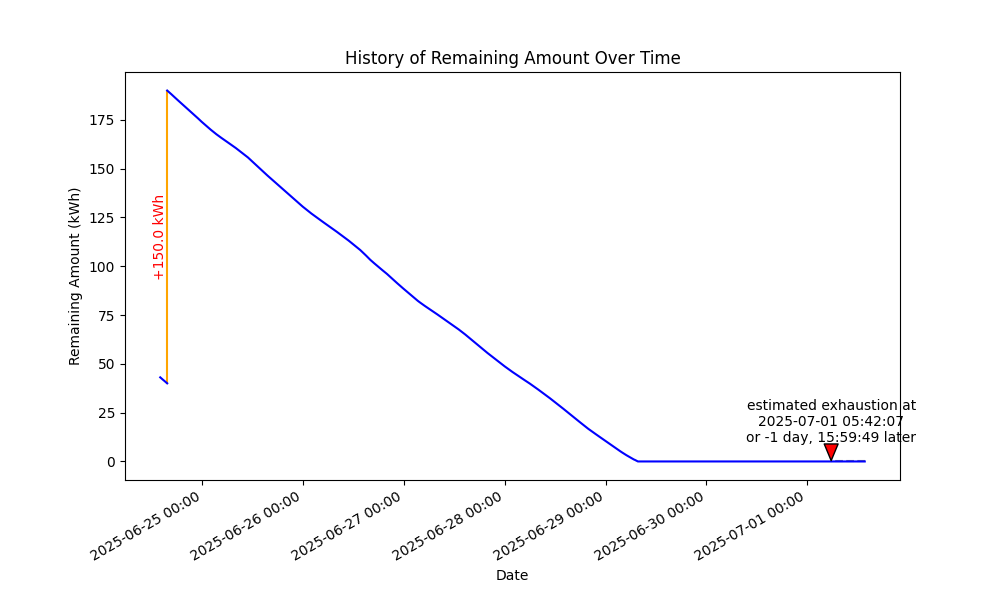 History of Remaining Amount Over Time
Remaining Amount (kWh)
175
150
125
100
75
50
25
0
+150.0 kWh
estimated exhaustion at
2025-07-01 05:42:07
or -1 day, 15:59:49 later
2025-06-25 00:00
2025-06-26 00:00
2025-06-27 00:00
2025-06-28 00:00
2025-06-29 00:00
2025-06-30 00:00
2025-07-01 00:00
Date